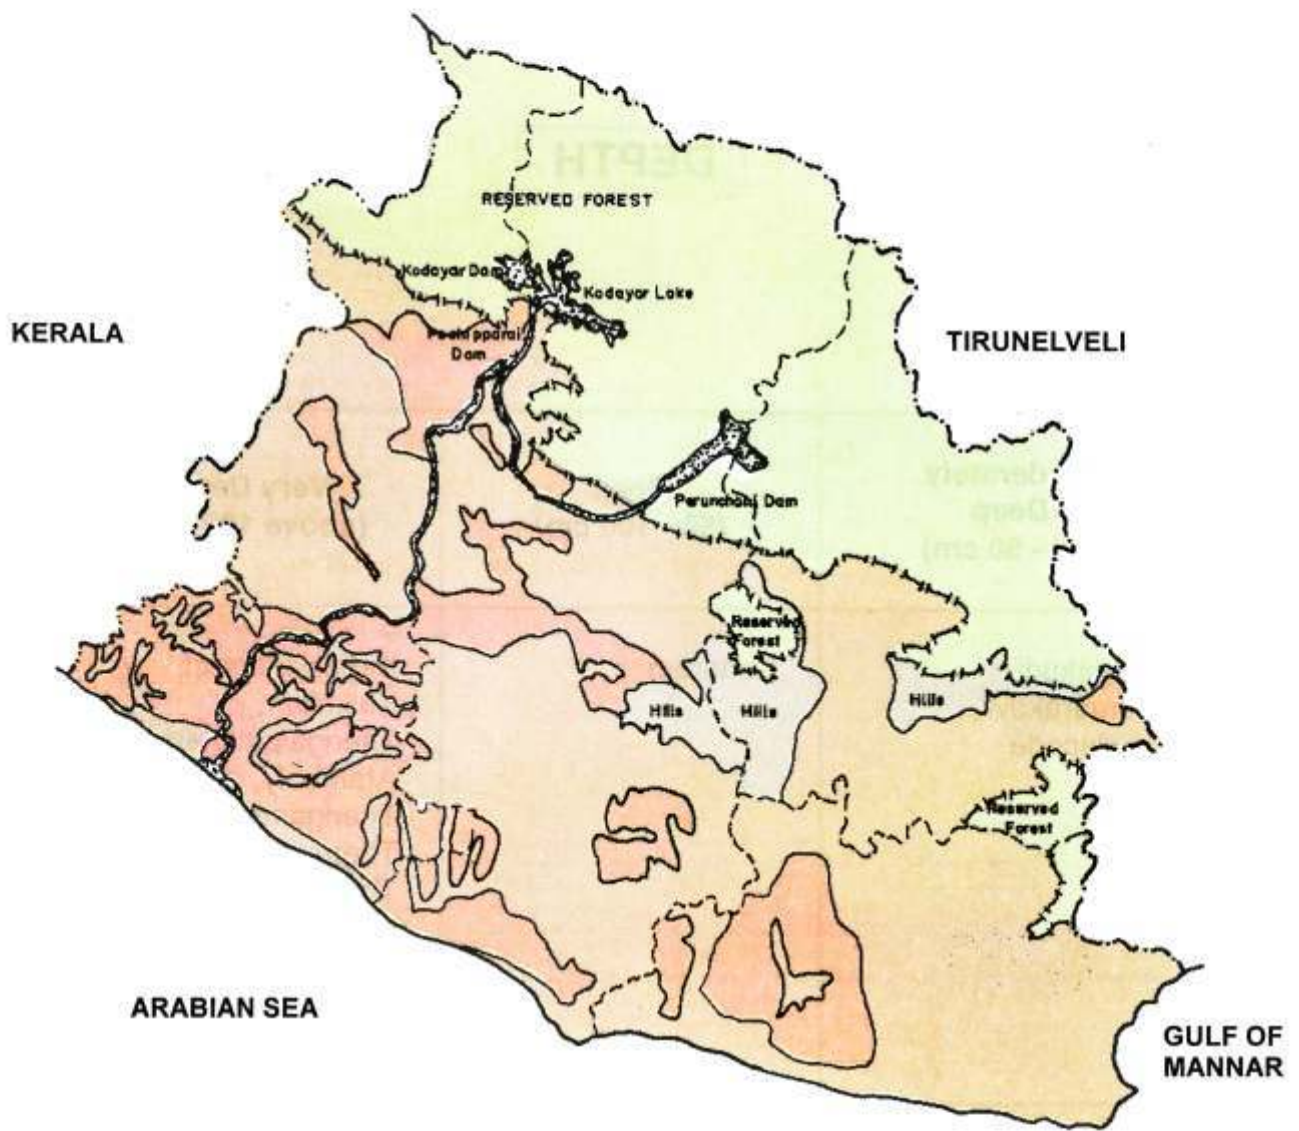 RESERVED FOREST
Kodayar Dam
Kodayar Lake
KERALA
TIRUNELVELI
Dam
Perunchani Dam
Reserved
Forest
Hills
Hills
Hills
Reserved
Forest
ARABIAN SEA
GULF OF
MANNAR